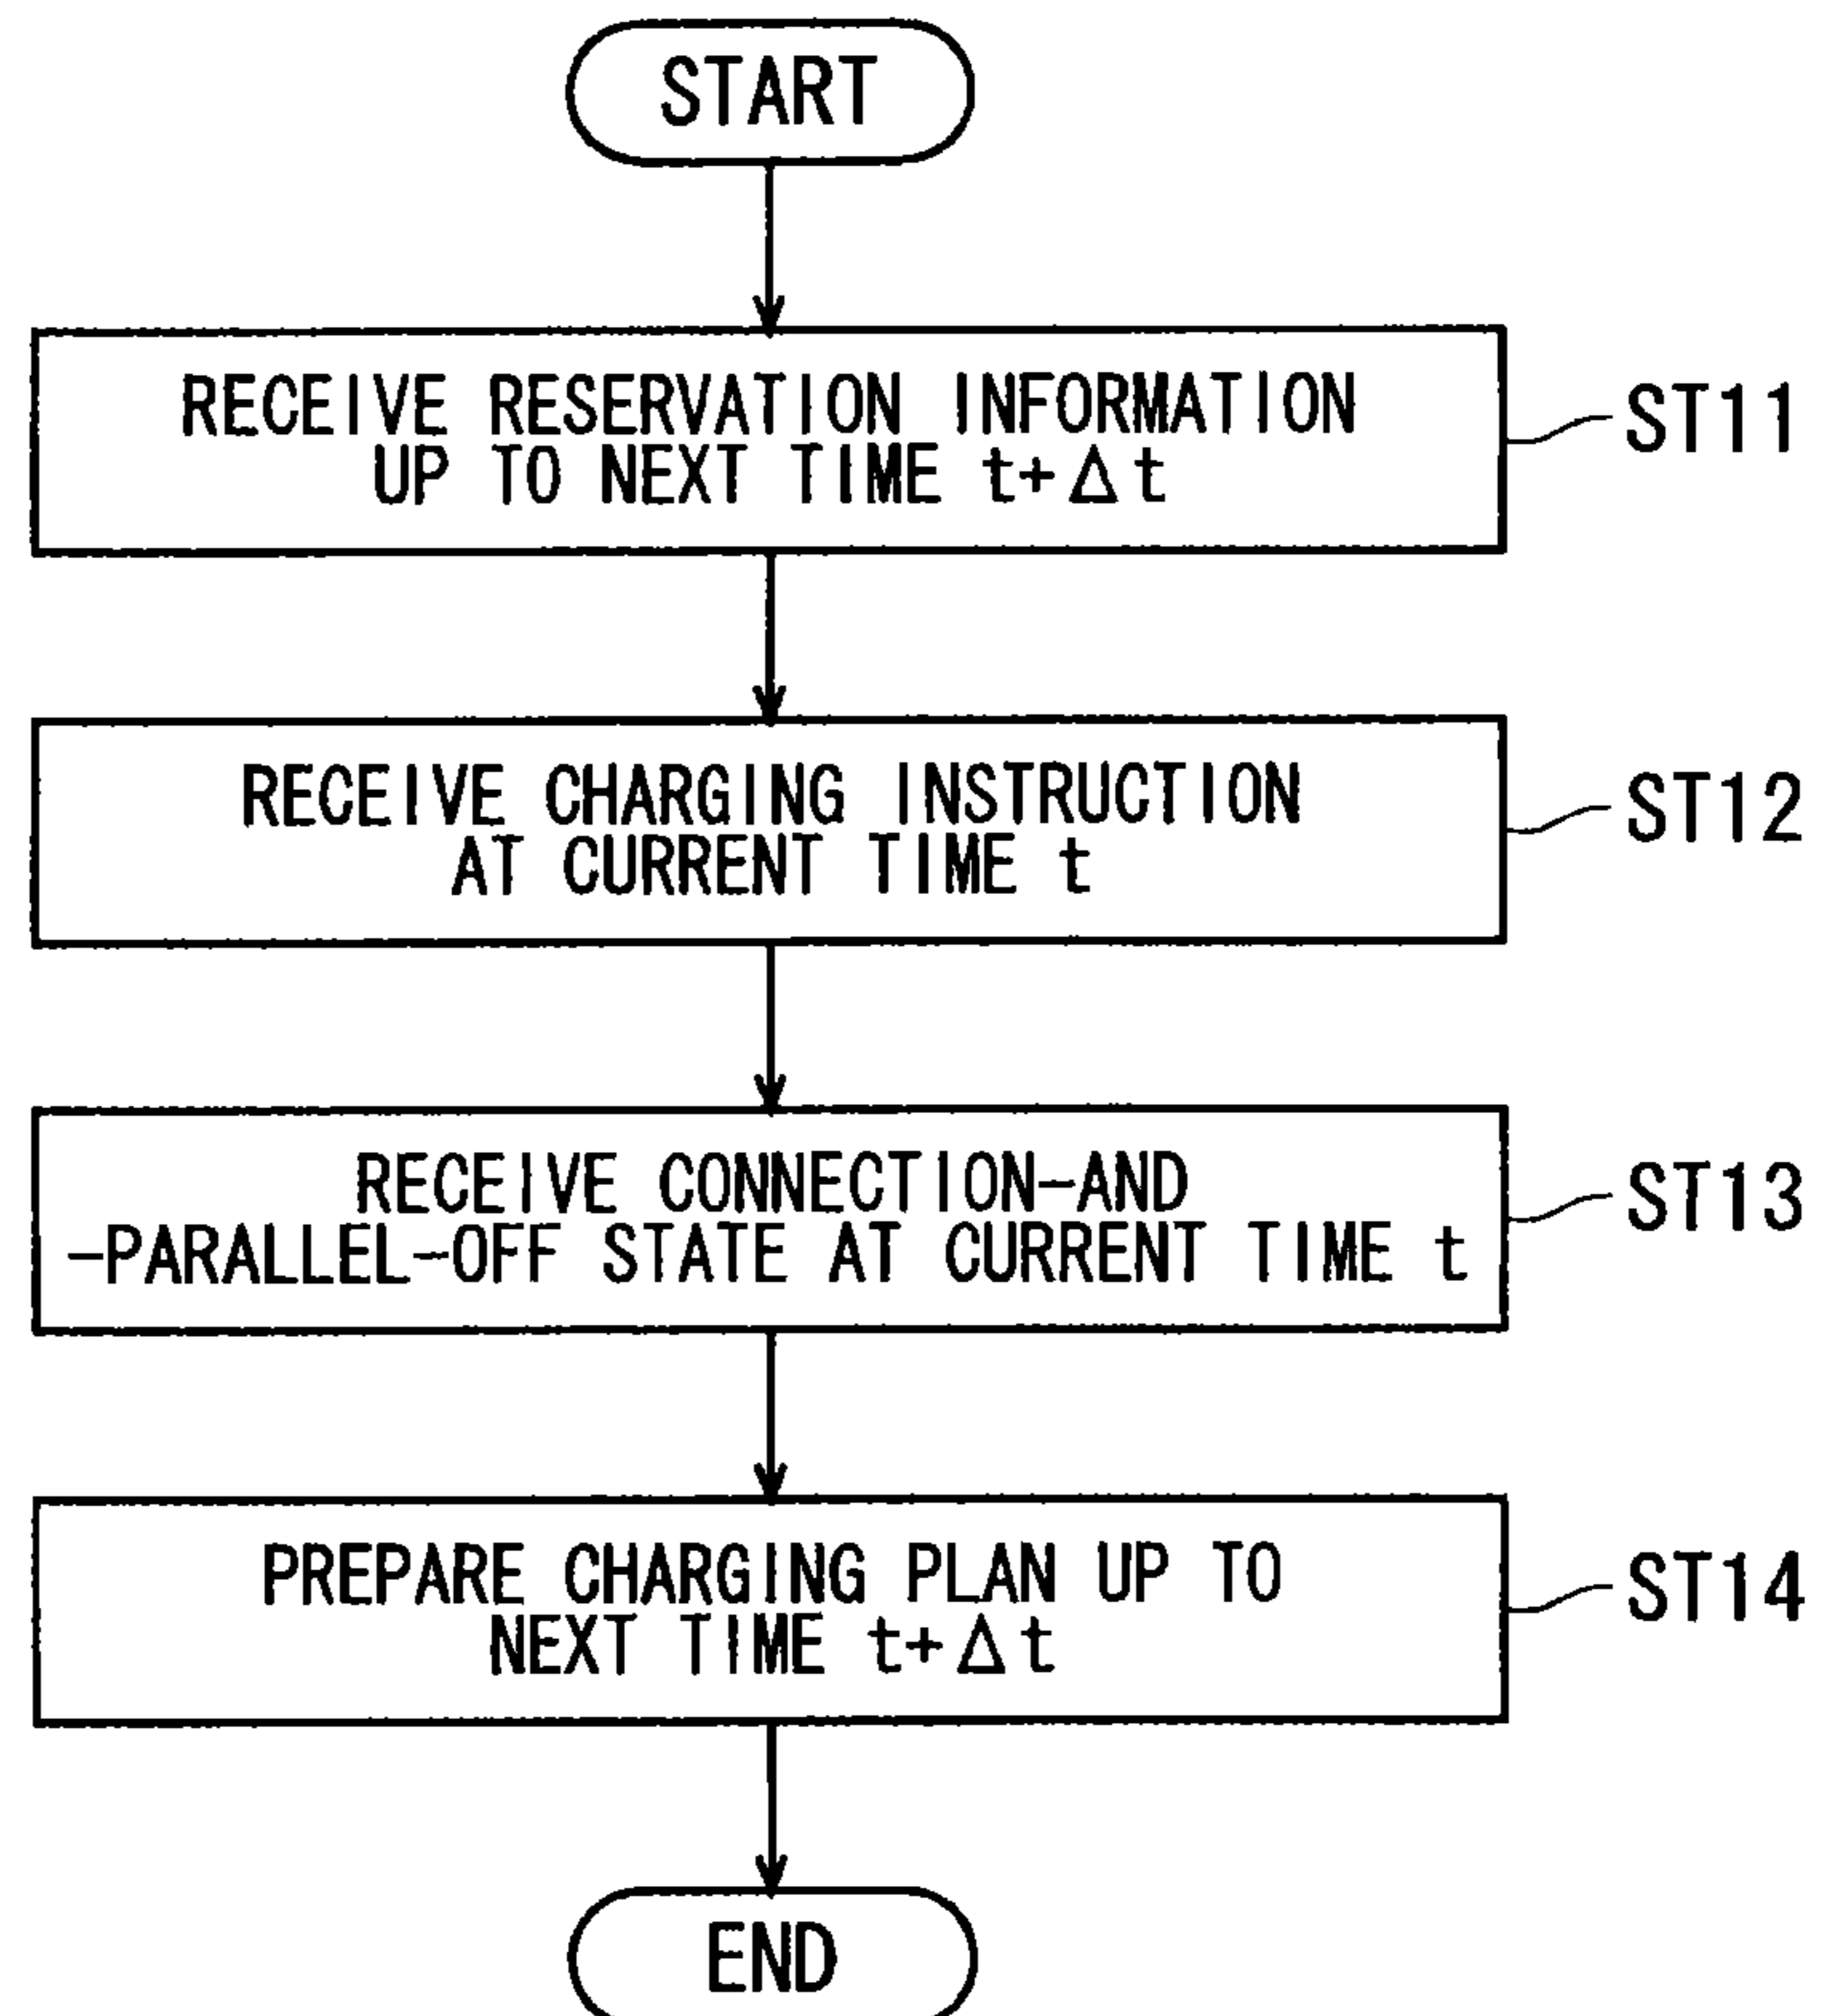 START
RECEIVE RESERVATION INFORMATION
UP TO NEXT TIME t+Δt
ST11
RECEIVE CHARGING INSTRUCTION
AT CURRENT TIME t
ST12
RECEIVE CONNECTION-AND
-PARALLEL-OFF STATE AT CURRENT TIME t
ST13
PREPARE CHARGING PLAN UP TO
NEXT TIME t+Δt
ST14
END